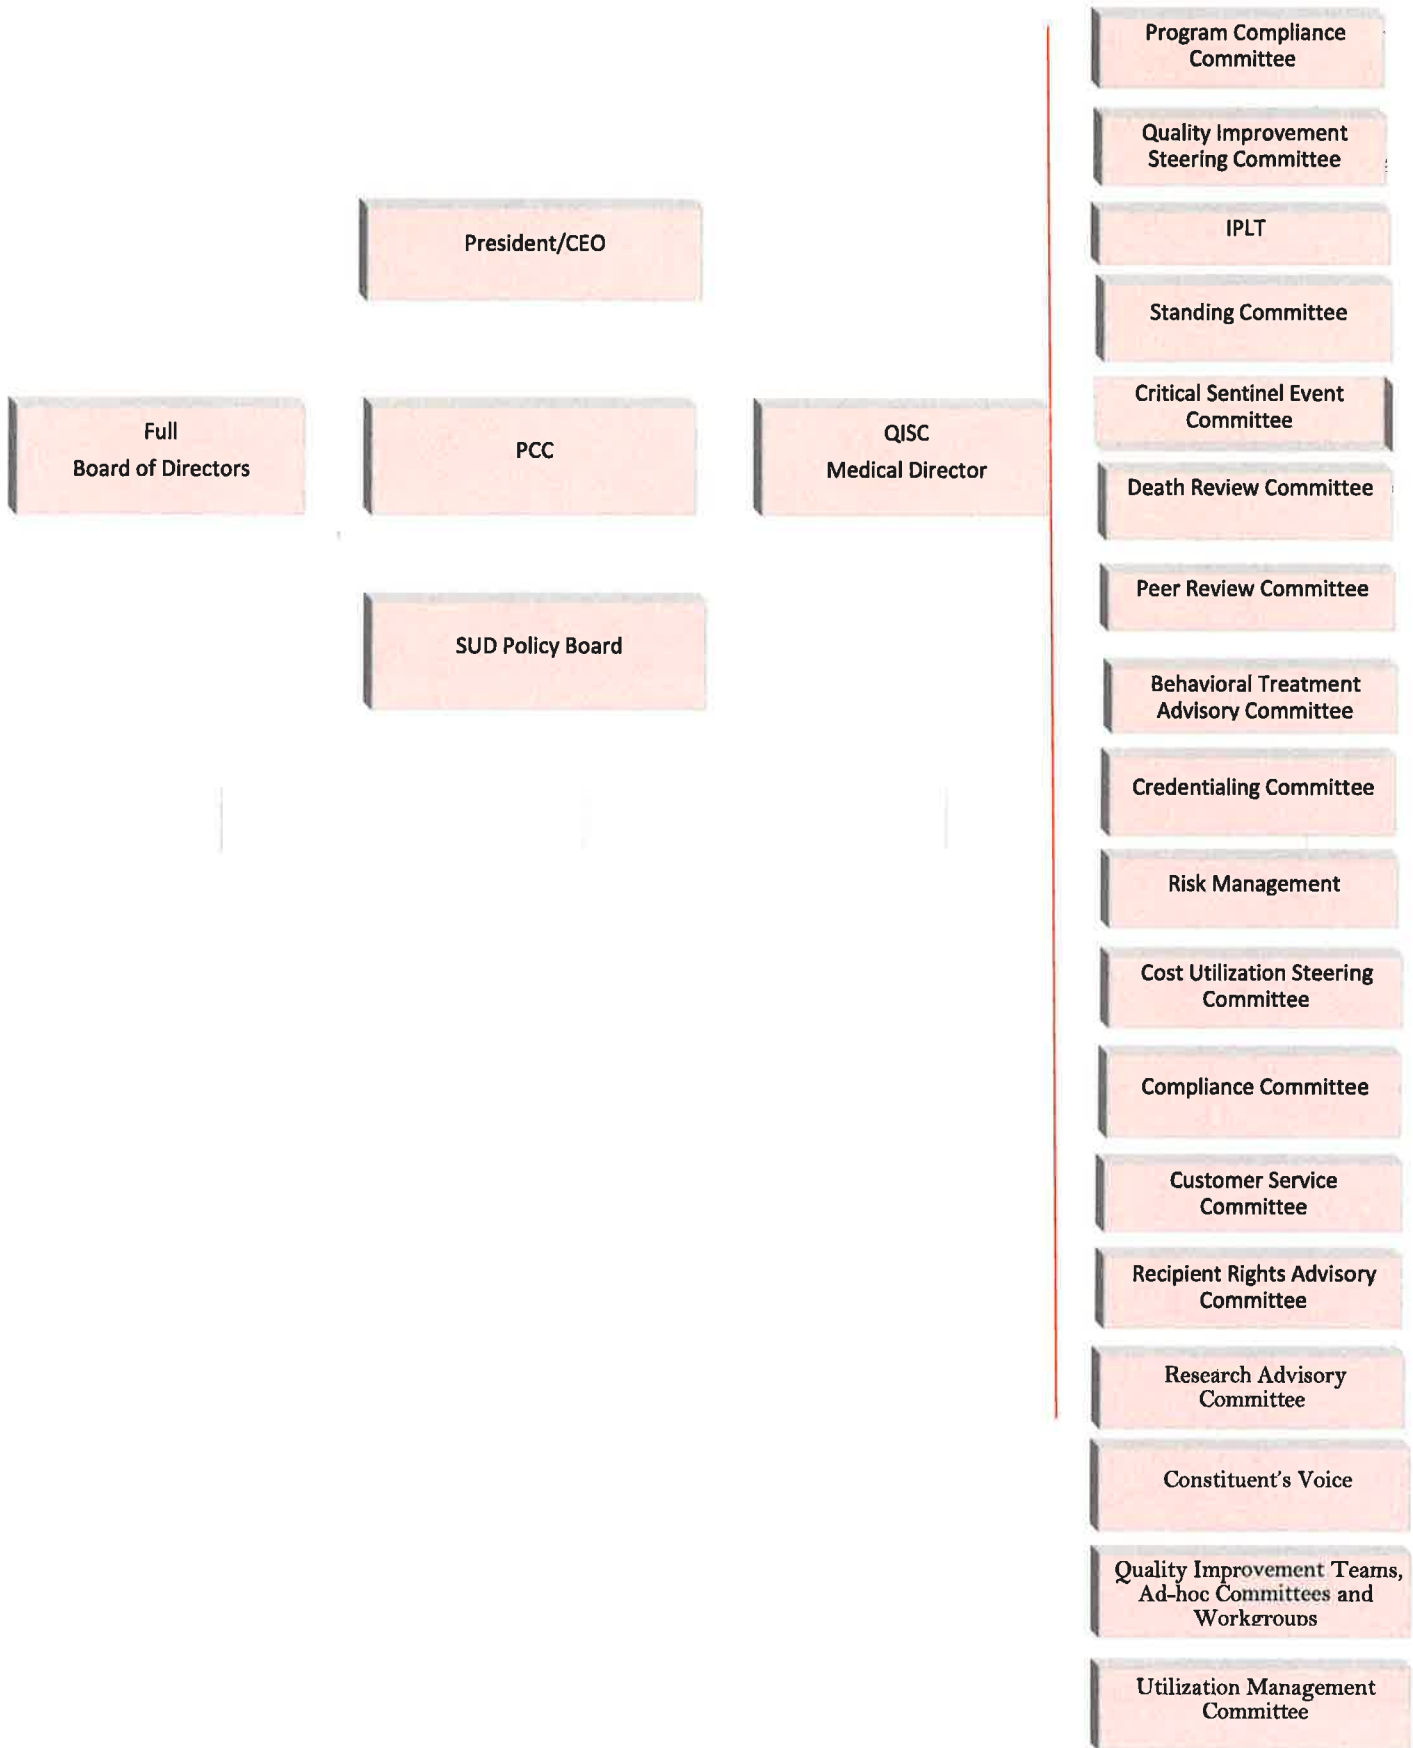 Full
Board of Directors
President/CEO
PCC
SUD Policy Board
QISC
Medical Director
Program Compliance
Committee
Quality Improvement
Steering Committee
IPLT
Standing Committee
Critical Sentinel Event
Committee
Death Review Committee
Peer Review Committee
Behavioral Treatment
Advisory Committee
Credentialing Committee
Risk Management
Cost Utilization Steering
Committee
Compliance Committee
Customer Service
Committee
Recipient Rights Advisory
Committee
Research Advisory
Committee
Constituent's Voice
Quality Improvement Teams,
Ad-hoc Committees and
Workgroups
Utilization Management
Committee